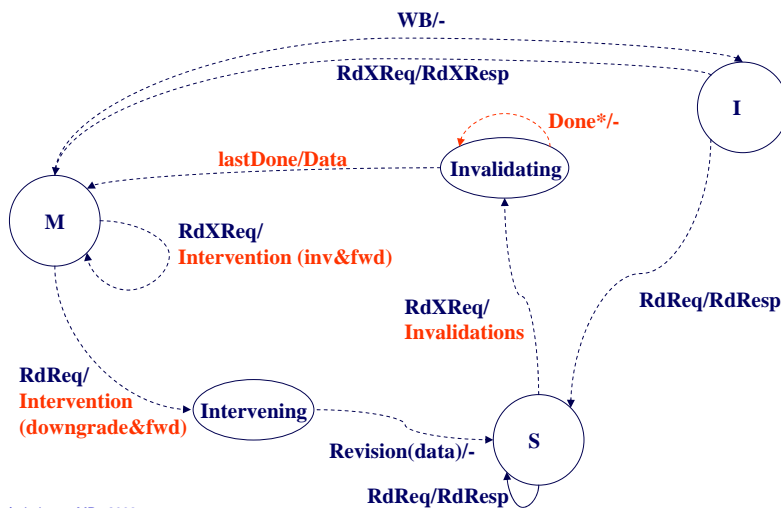 WB/-
RdXReq/RdXResp
I
Done*/-
lastDone/Data
Invalidating
M
RdXReq/
Intervention (inv&fwd)
RdXReq/
Invalidations
RdReq/RdResp
RdReq/
Intervention
(downgrade&fwd)
Intervening
Revision(data)/-
S
RdReq/RdResp